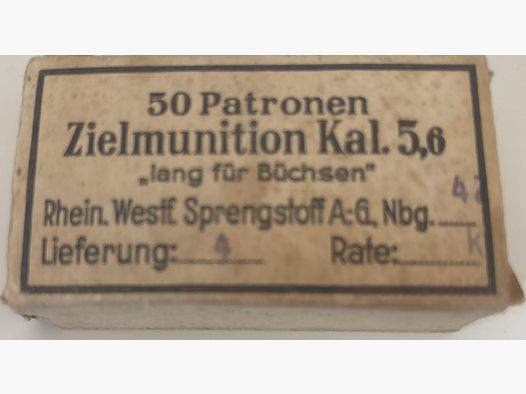 50 Patronen
Zielmunition Kal. 5,6
„lang für Büchsen"
Rhein. Westf. Sprengstoff A.-G., Nbg.
Lieferung: 4 Rate: